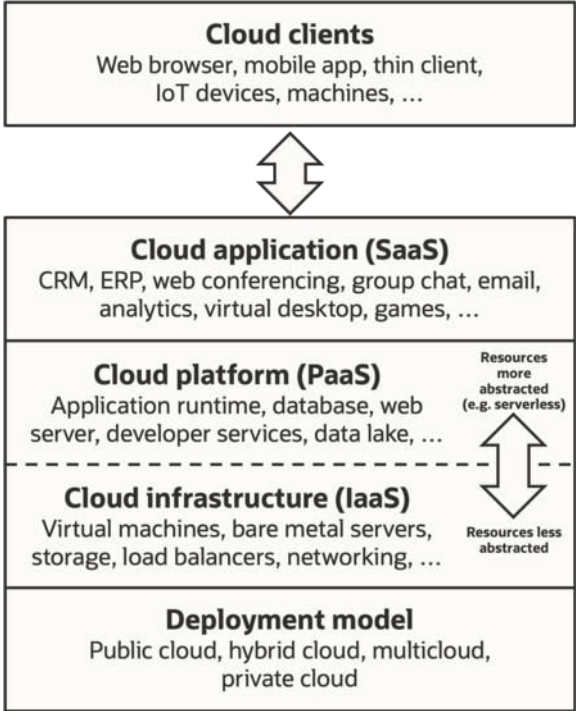 Cloud clients
Web browser, mobile app, thin client,
IoT devices, machines, ...
Cloud application (SaaS)
CRM, ERP, web conferencing, group chat, email,
analytics, virtual desktop, games, ...
Cloud platform (PaaS)
Application runtime, database, web
server, developer services, data lake, ...
Resources
more
abstracted
(e.g. serverless)
Cloud infrastructure (IaaS)
Virtual machines, bare metal servers,
storage, load balancers, networking, ...
Resources less
abstracted
Deployment model
Public cloud, hybrid cloud, multicloud,
private cloud